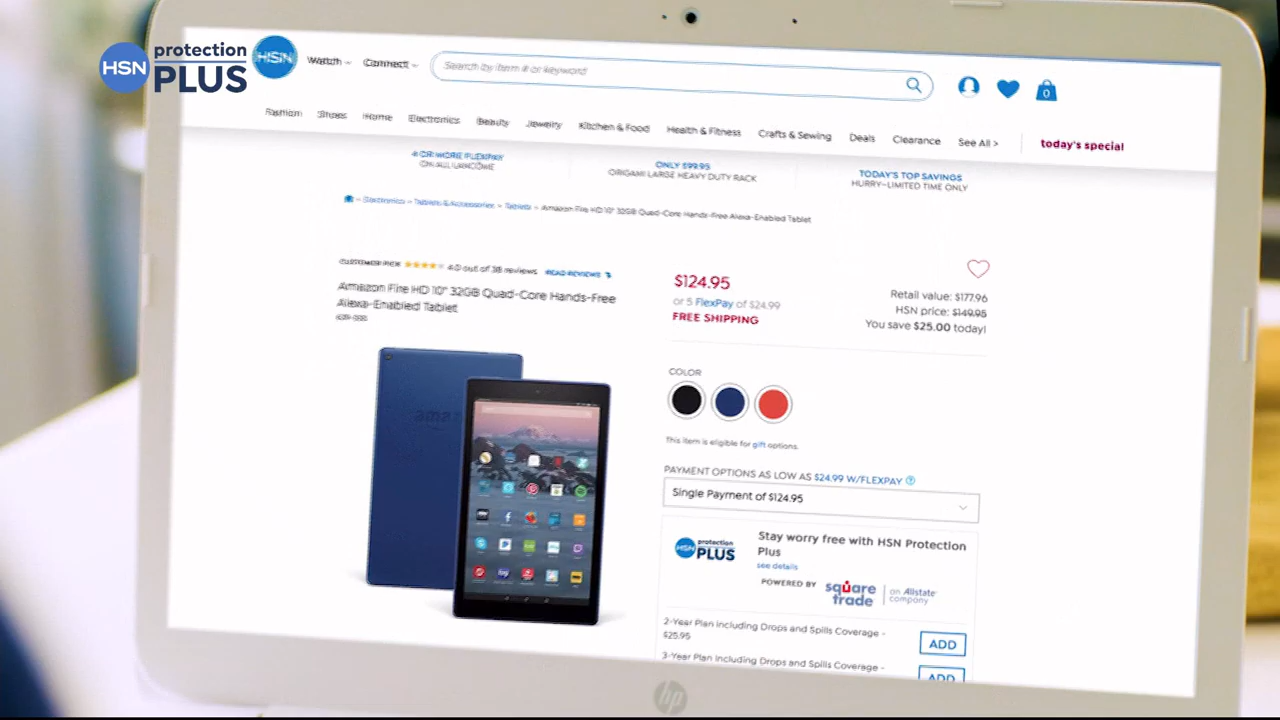 HSN protection PLUS
HSN
Watch
Connect
Search by item # or keyword
0
Fashion
Shoes
Home
Electronics
Beauty
Jewelry
Kitchen & Food
Health & Fitness
Crafts & Sewing
Deals
Clearance
See All >
today's special
4 OR MORE FLEXPAY
ON ALL LANCOME
ONLY $99.95
ORIGAMI LARGE HEAVY DUTY RACK
TODAY'S TOP SAVINGS
HURRY-LIMITED TIME ONLY
Electronics - Tablets & Accessories - Tablets - Amazon Fire HD 10" 32GB Quad-Core Hands-Free Alexa-Enabled Tablet
CUSTOMER PICK 4.0 out of 38 reviews READ REVIEWS
Amazon Fire HD 10" 32GB Quad-Core Hands-Free
Alexa-Enabled Tablet
$124.95
or 5 FlexPay of $24.99
FREE SHIPPING
Retail value: $177.96
HSN price: $149.95
You save $25.00 today!
amazon
COLOR
This item is eligible for gift options.
PAYMENT OPTIONS AS LOW AS $24.99 W/FLEXPAY ?
Single Payment of $124.95
HSN protection PLUS
Stay worry free with HSN Protection
Plus
see details
POWERED BY square trade | an Allstate company
2-Year Plan Including Drops and Spills Coverage -
$25.95
ADD
3-Year Plan Including Drops and Spills Coverage -
ADD
hp